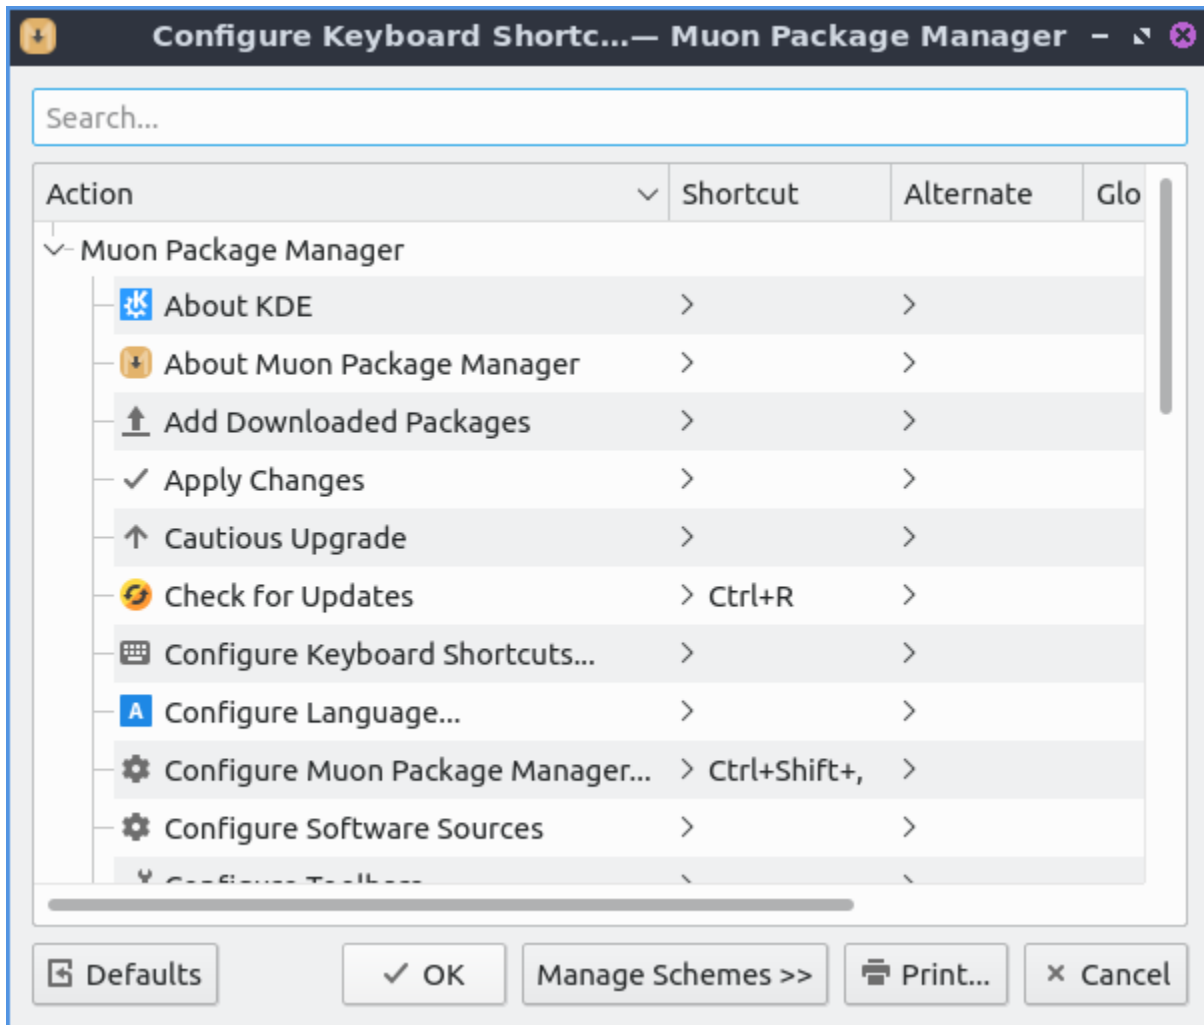 Configure Keyboard Shortc...— Muon Package Manager
Search...
Action Shortcut Alternate Glo
Muon Package Manager
About KDE
About Muon Package Manager
Add Downloaded Packages
Apply Changes
Cautious Upgrade
Check for Updates Ctrl+R
Configure Keyboard Shortcuts...
A Configure Language...
Configure Muon Package Manager... Ctrl+Shift+,
Configure Software Sources
Defaults OK Manage Schemes >> Print... Cancel